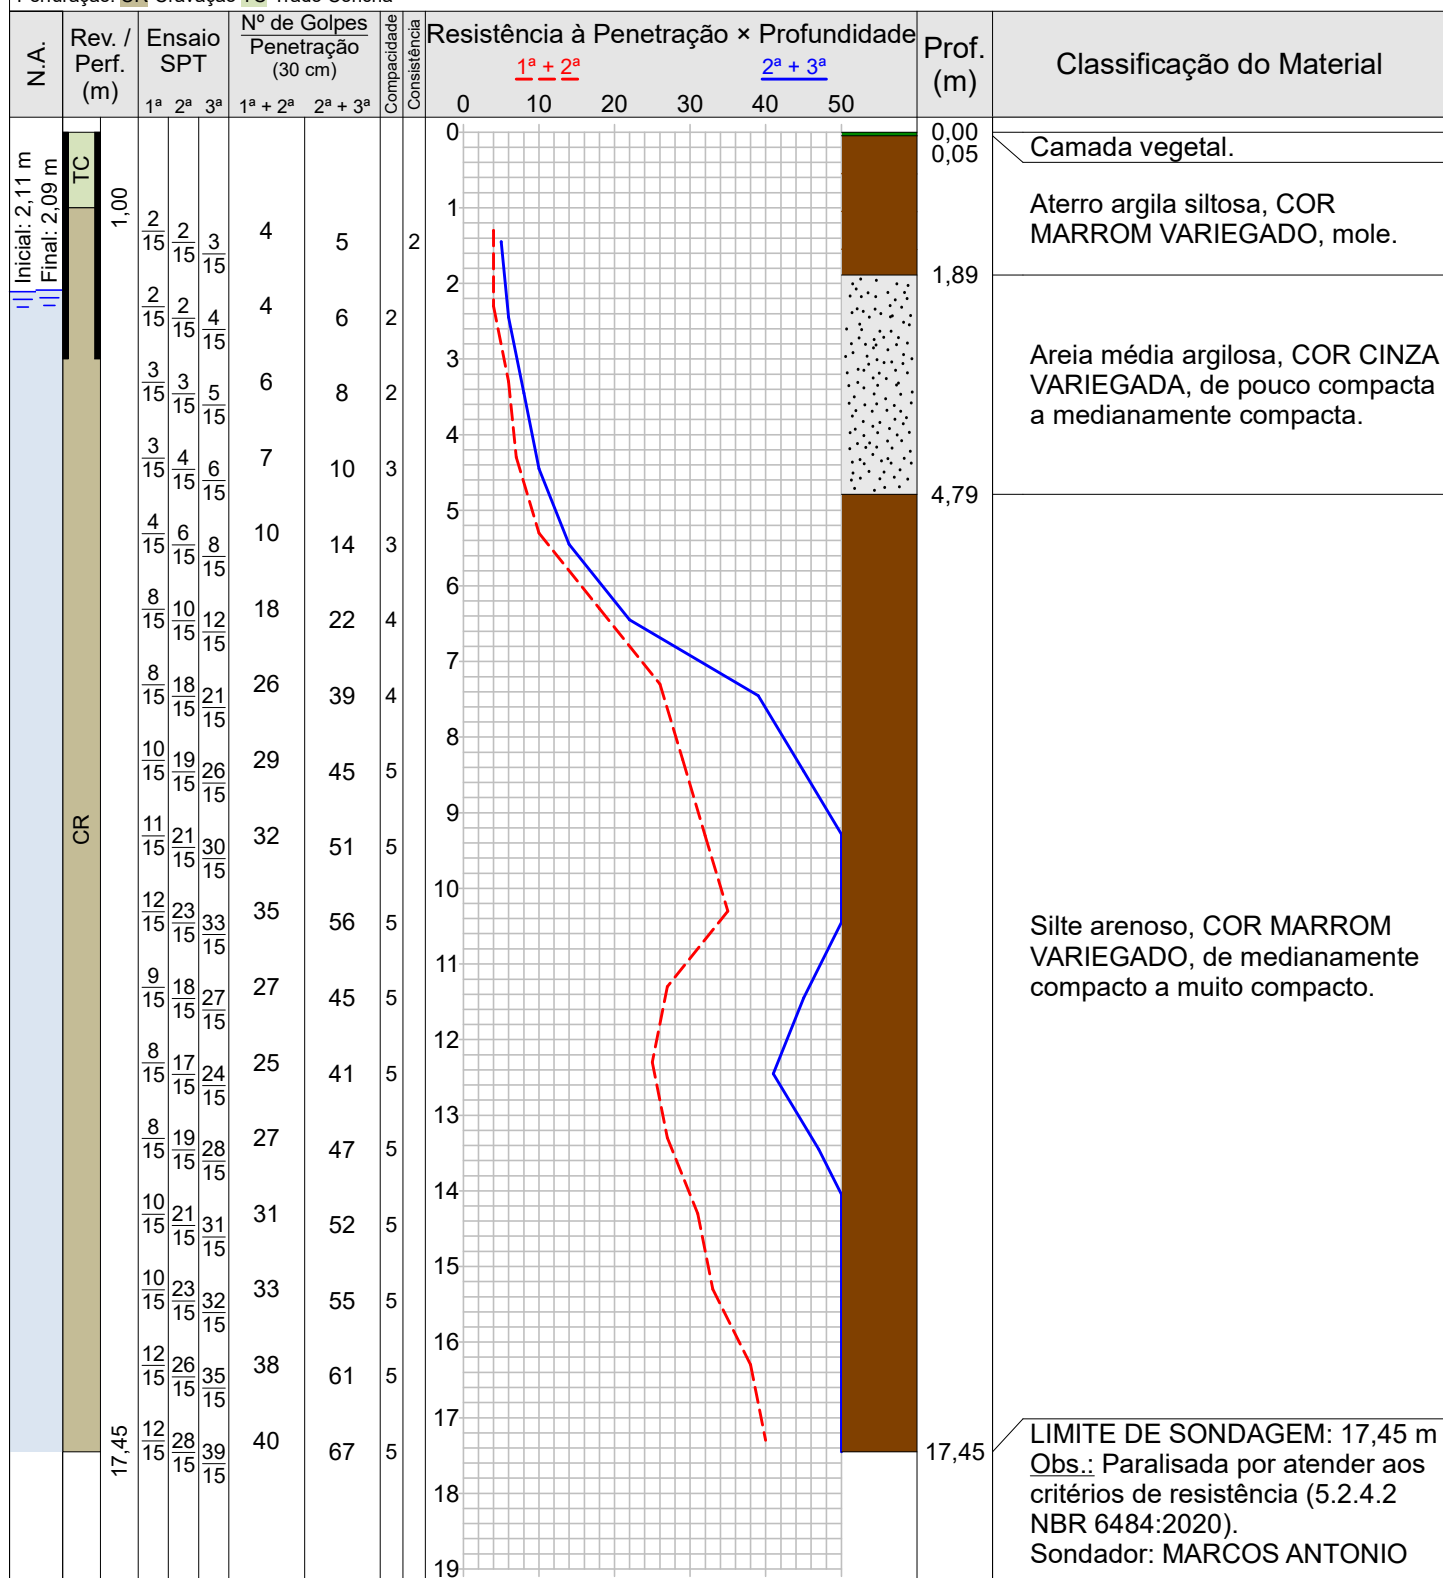 Perfuração: CR-Cravação TC-Trado Concha
N.A.
Rev. / Perf. (m)
Ensaio SPT
1ª 2ª 3ª
Nº de Golpes
Penetração
(30 cm)
1ª + 2ª 2ª + 3ª
Compacidade
Consistência
Resistência à Penetração × Profundidade
1ª + 2ª 2ª + 3ª
0 10 20 30 40 50
Prof. (m)
Classificação do Material
Inicial: 2,11 m
Final: 2,09 m
TC
1,00
CR
17,45
2/15 2/15 3/15 4 5 2
2/15 2/15 4/15 4 6 2
3/15 3/15 5/15 6 8 2
3/15 4/15 6/15 7 10 3
4/15 6/15 8/15 10 14 3
8/15 10/15 12/15 18 22 4
8/15 18/15 21/15 26 39 4
10/15 19/15 26/15 29 45 5
11/15 21/15 30/15 32 51 5
12/15 23/15 33/15 35 56 5
9/15 18/15 27/15 27 45 5
8/15 17/15 24/15 25 41 5
8/15 19/15 28/15 27 47 5
10/15 21/15 31/15 31 52 5
10/15 23/15 32/15 33 55 5
12/15 26/15 35/15 38 61 5
12/15 28/15 39/15 40 67 5
0
1
2
3
4
5
6
7
8
9
10
11
12
13
14
15
16
17
18
19
0,00
0,05
1,89
4,79
17,45
Camada vegetal.
Aterro argila siltosa, COR
MARROM VARIEGADO, mole.
Areia média argilosa, COR CINZA
VARIEGADA, de pouco compacta
a medianamente compacta.
Silte arenoso, COR MARROM
VARIEGADO, de medianamente
compacto a muito compacto.
LIMITE DE SONDAGEM: 17,45 m
Obs.: Paralisada por atender aos
critérios de resistência (5.2.4.2
NBR 6484:2020).
Sondador: MARCOS ANTONIO